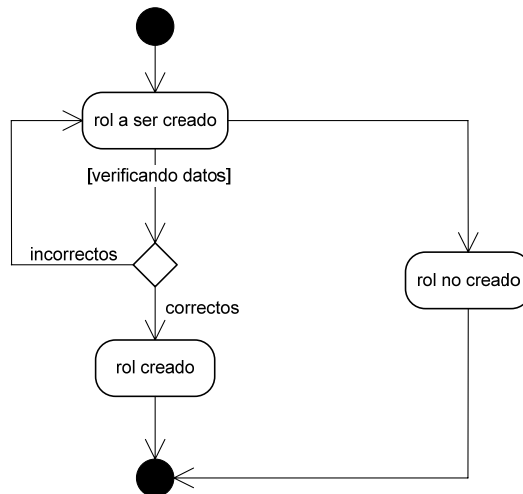 rol a ser creado
[verificando datos]
incorrectos
rol no creado
correctos
rol creado